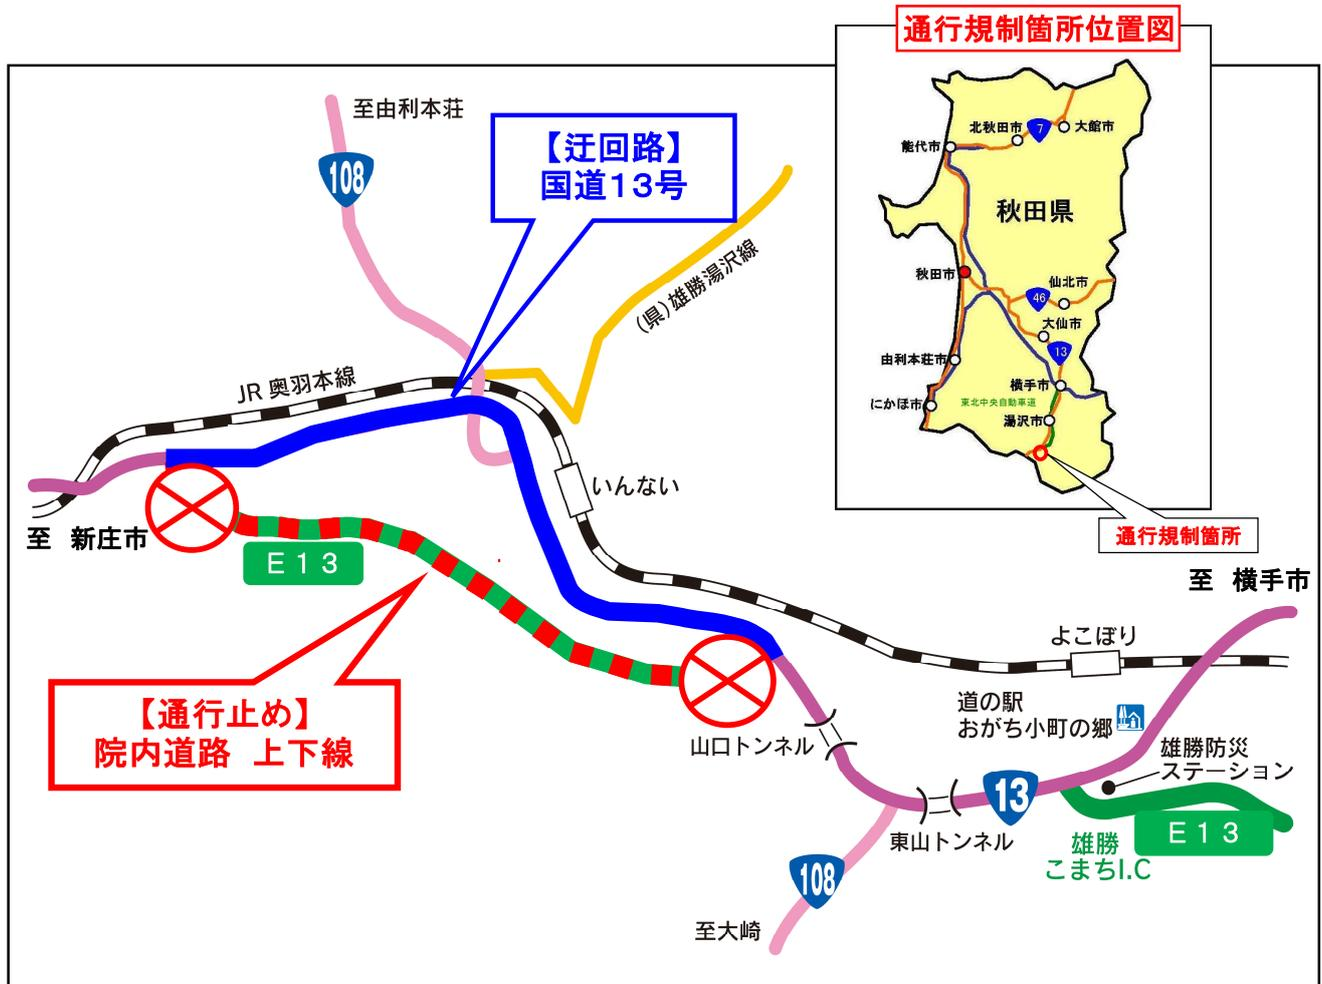 通行規制箇所位置図
北秋田市
7
大館市
能代市
秋田県
秋田市
仙北市
46
大仙市
13
由利本荘市
横手市
にかほ市
東北中央自動車道
湯沢市
通行規制箇所
至由利本荘
108
【迂回路】
国道13号
(県)雄勝湯沢線
JR 奥羽本線
いんない
至 新庄市
E13
【通行止め】
院内道路 上下線
至 横手市
よこぼり
道の駅
おがち小町の郷
山口トンネル
雄勝防災
ステーション
13
東山トンネル
E13
雄勝
こまちI.C
108
至大崎